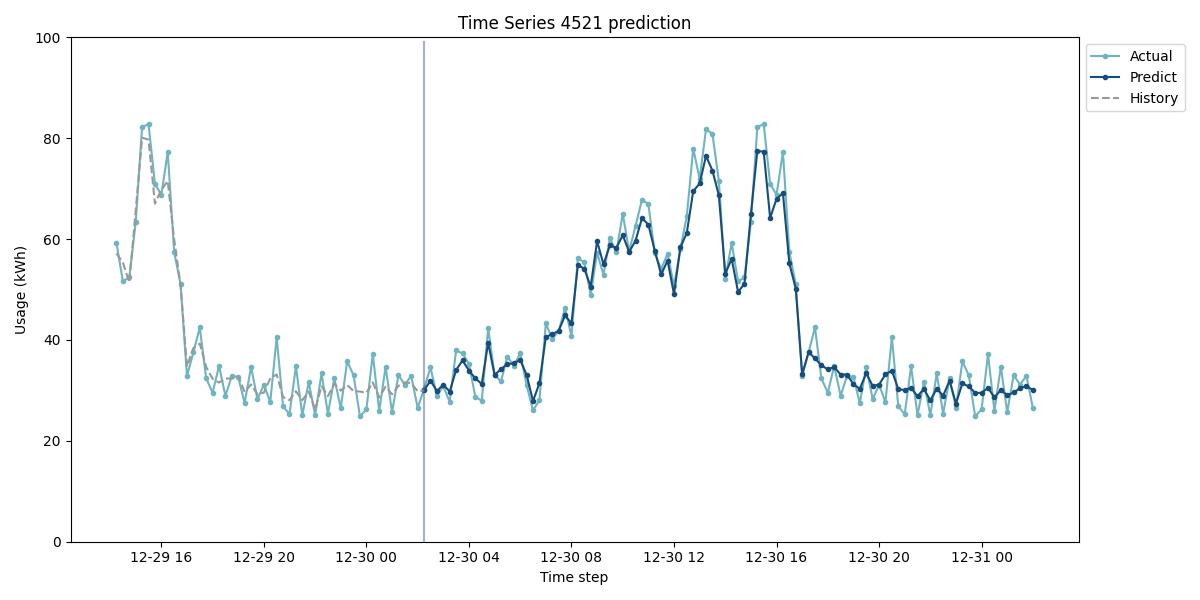 Time Series 4521 prediction
Usage (kWh)
100
80
60
40
20
0
12-29 16
12-29 20
12-30 00
12-30 04
12-30 08
12-30 12
12-30 16
12-30 20
12-31 00
Time step
Actual
Predict
History